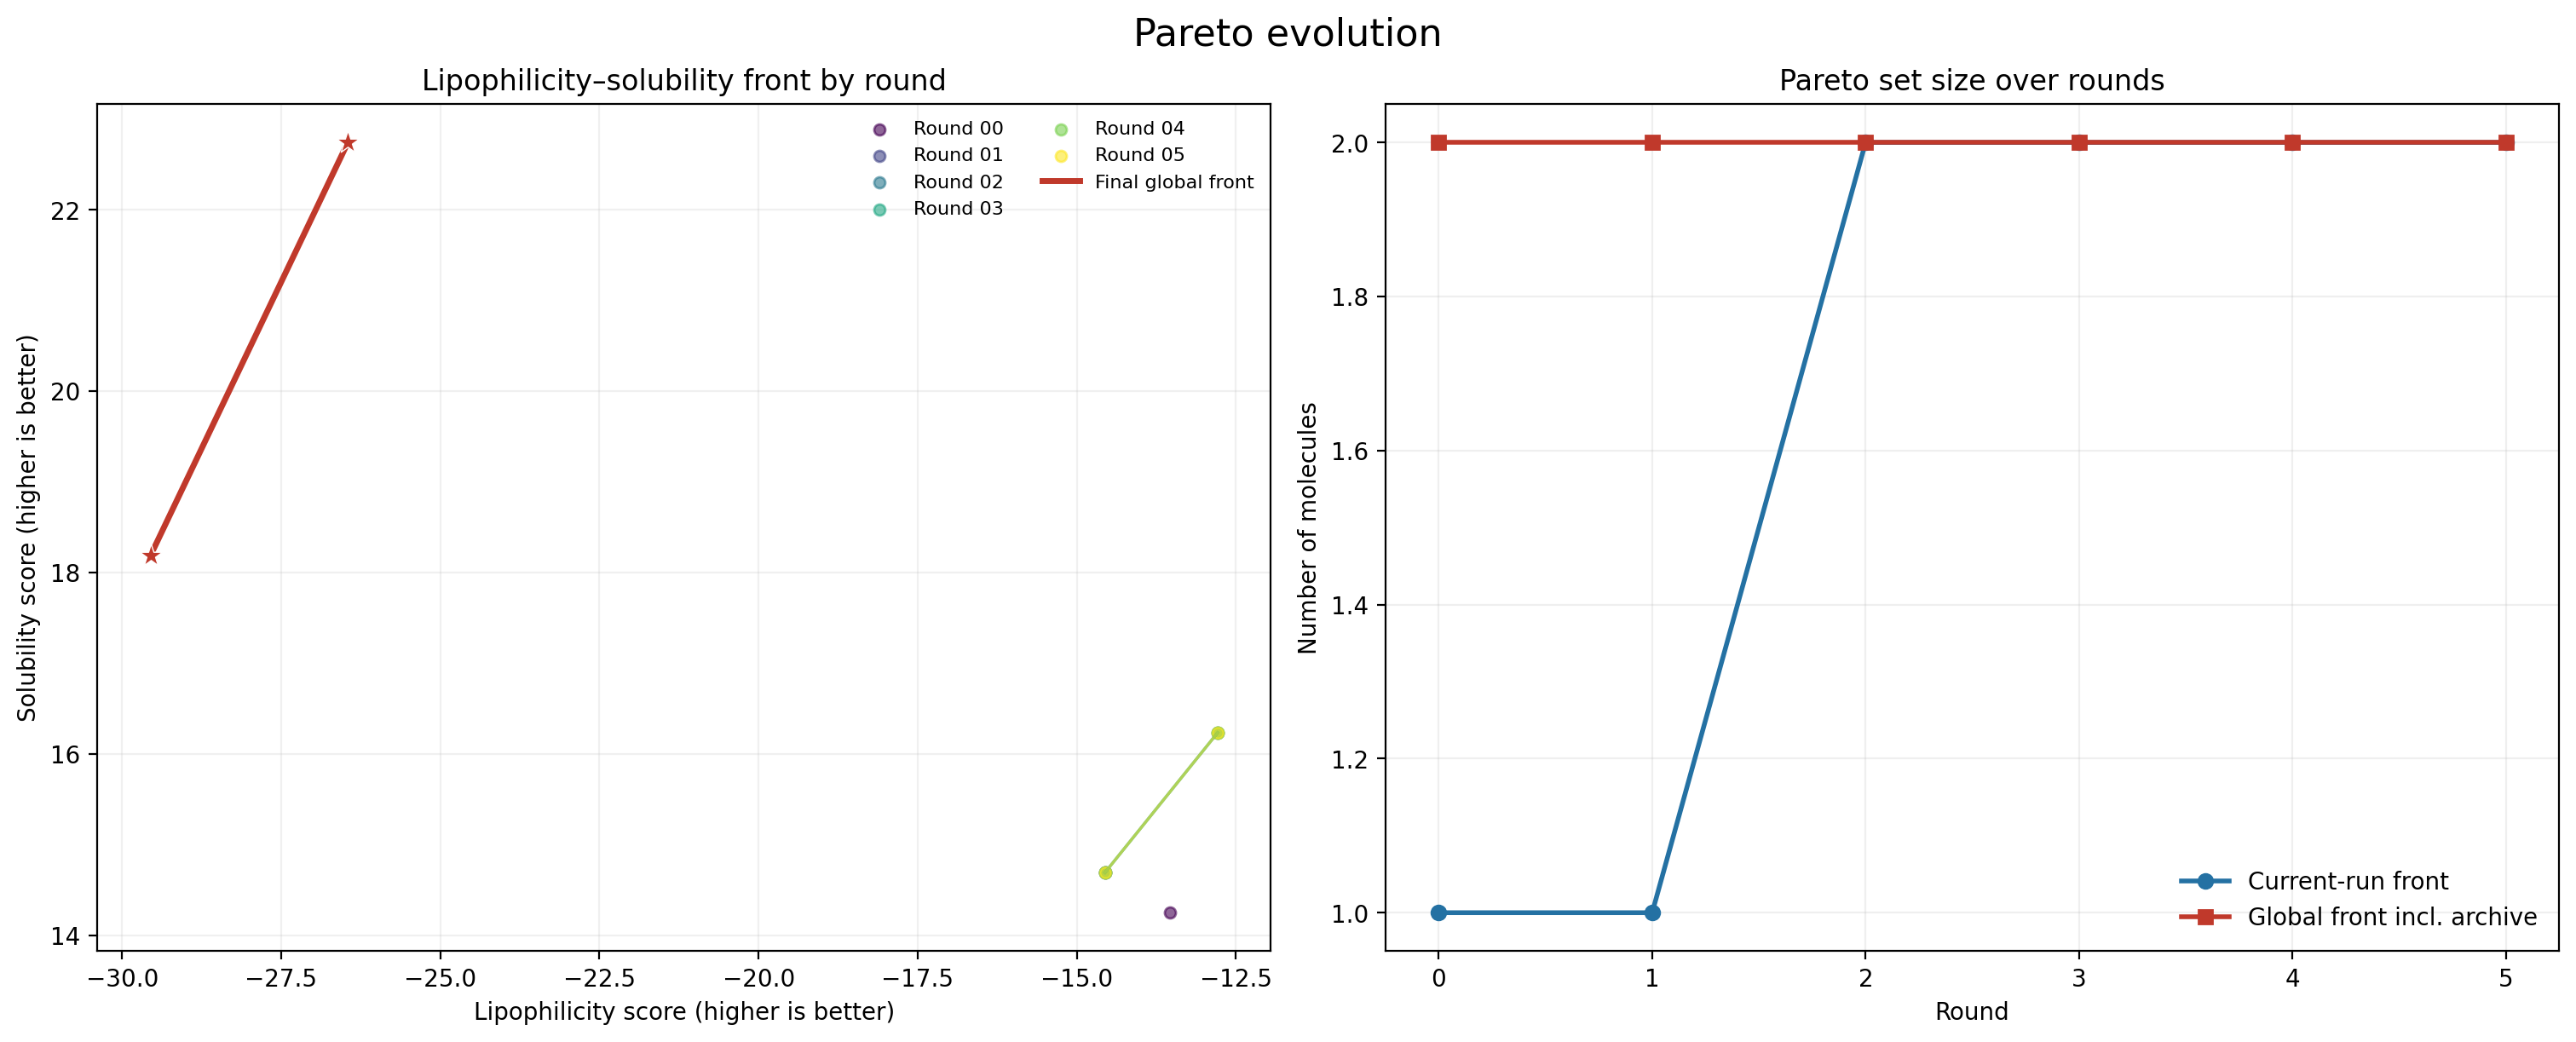 Pareto evolution
Lipophilicity–solubility front by round
Solubility score (higher is better)
22
20
18
16
14
−30.0 −27.5 −25.0 −22.5 −20.0 −17.5 −15.0 −12.5
Lipophilicity score (higher is better)
Round 00
Round 01
Round 02
Round 03
Round 04
Round 05
Final global front
Pareto set size over rounds
Number of molecules
2.0
1.8
1.6
1.4
1.2
1.0
0 1 2 3 4 5
Round
Current-run front
Global front incl. archive